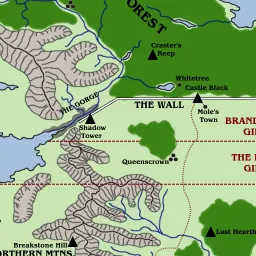 OREST
Craster's
Keep
Whitetree
Castle Black
THE GORGE
THE WALL
Mole's
Town
Shadow
Tower
BRAND
GI
Queenscrown
THE
GI
Last Hearth
Breakstone Hill
ORTHERN MTNS